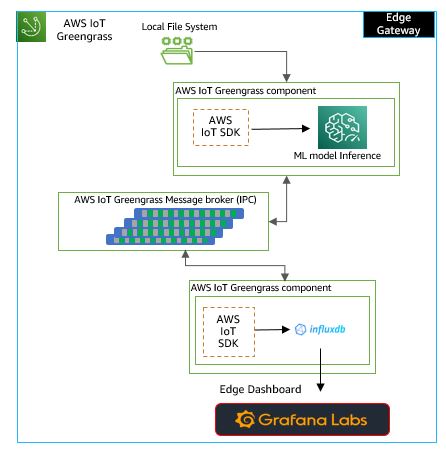 AWS IoT
Greengrass
Edge
Gateway
Local File System
AWS IoT Greengrass component
AWS
IoT SDK
ML model Inference
AWS IoT Greengrass Message broker (IPC)
AWS IoT Greengrass component
AWS
IoT
SDK
influxdb
Edge Dashboard
Grafana Labs